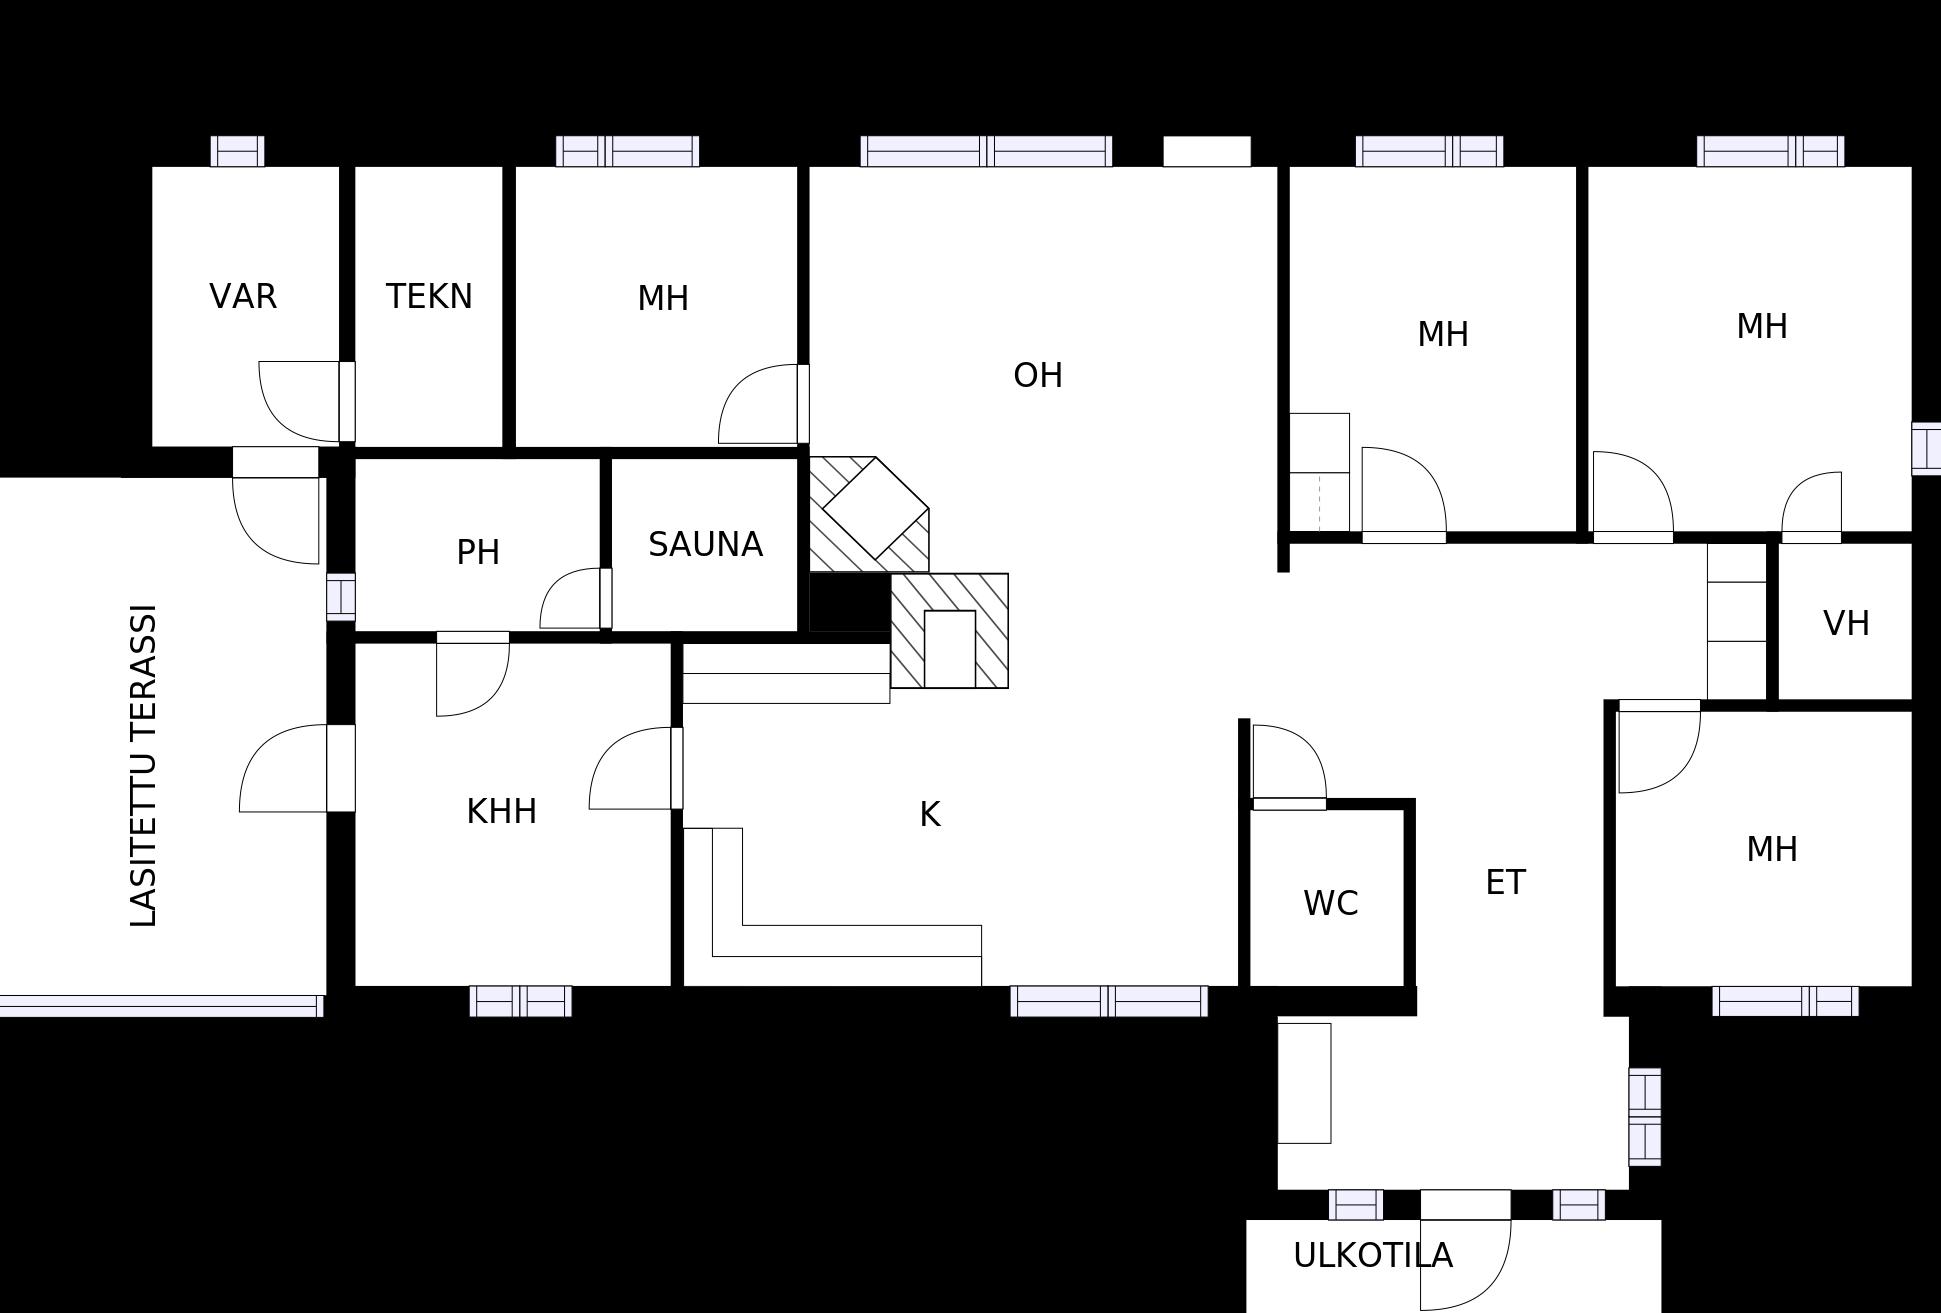 VAR
TEKN
MH
OH
MH
MH
PH
SAUNA
LASITETTU TERASSI
KHH
K
WC
ET
VH
MH
ULKOTILA